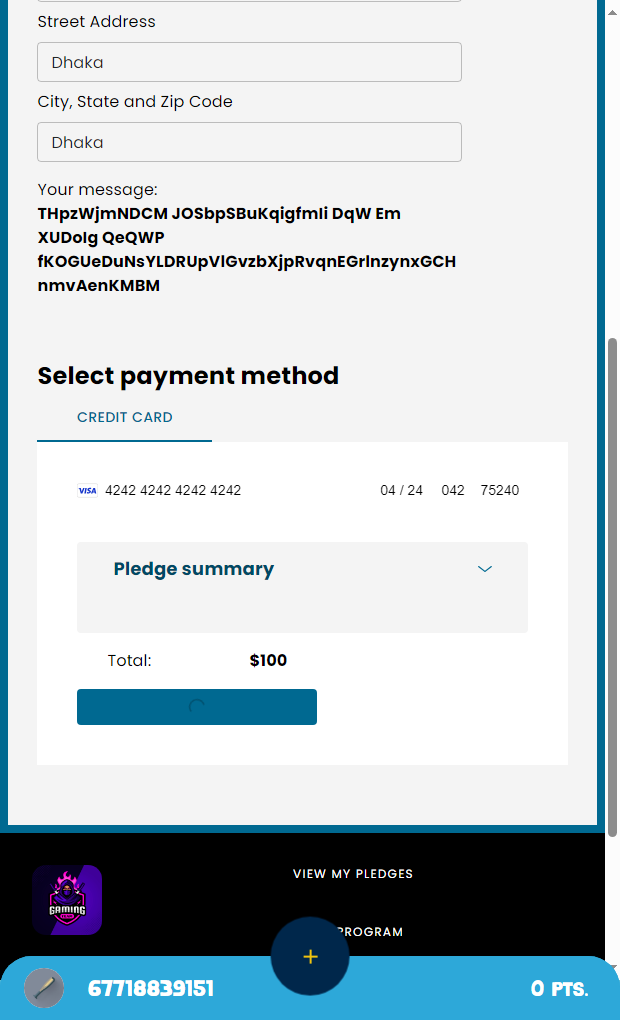 Street Address
Dhaka
City, State and Zip Code
Dhaka
Your message:
THpzWjmNDCM JOSbpSBuKqigfmIi DqW Em
XUDolg QeQWP
fKOGUeDuNsYLDRUpVlGvzbXjpRvqnEGrlnzynxGCH
nmvAenKMBM
Select payment method
CREDIT CARD
VISA 4242 4242 4242 4242 04 / 24 042 75240
Pledge summary
Total: $100
VIEW MY PLEDGES
GAMING
PROGRAM
67718839151 0 PTS.